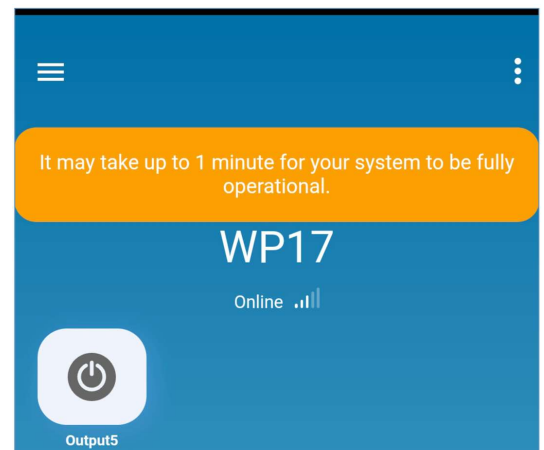 It may take up to 1 minute for your system to be fully
operational.
WP17
Online
Output5